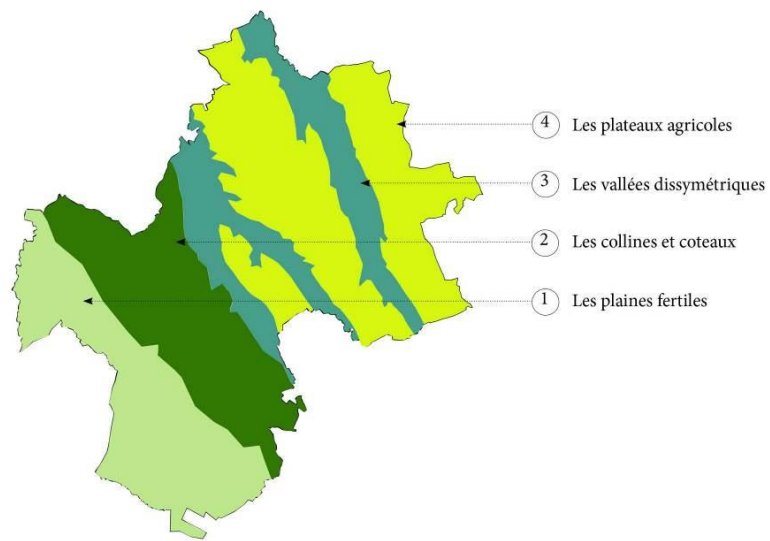 4 Les plateaux agricoles
3 Les vallées dissymétriques
2 Les collines et coteaux
1 Les plaines fertiles